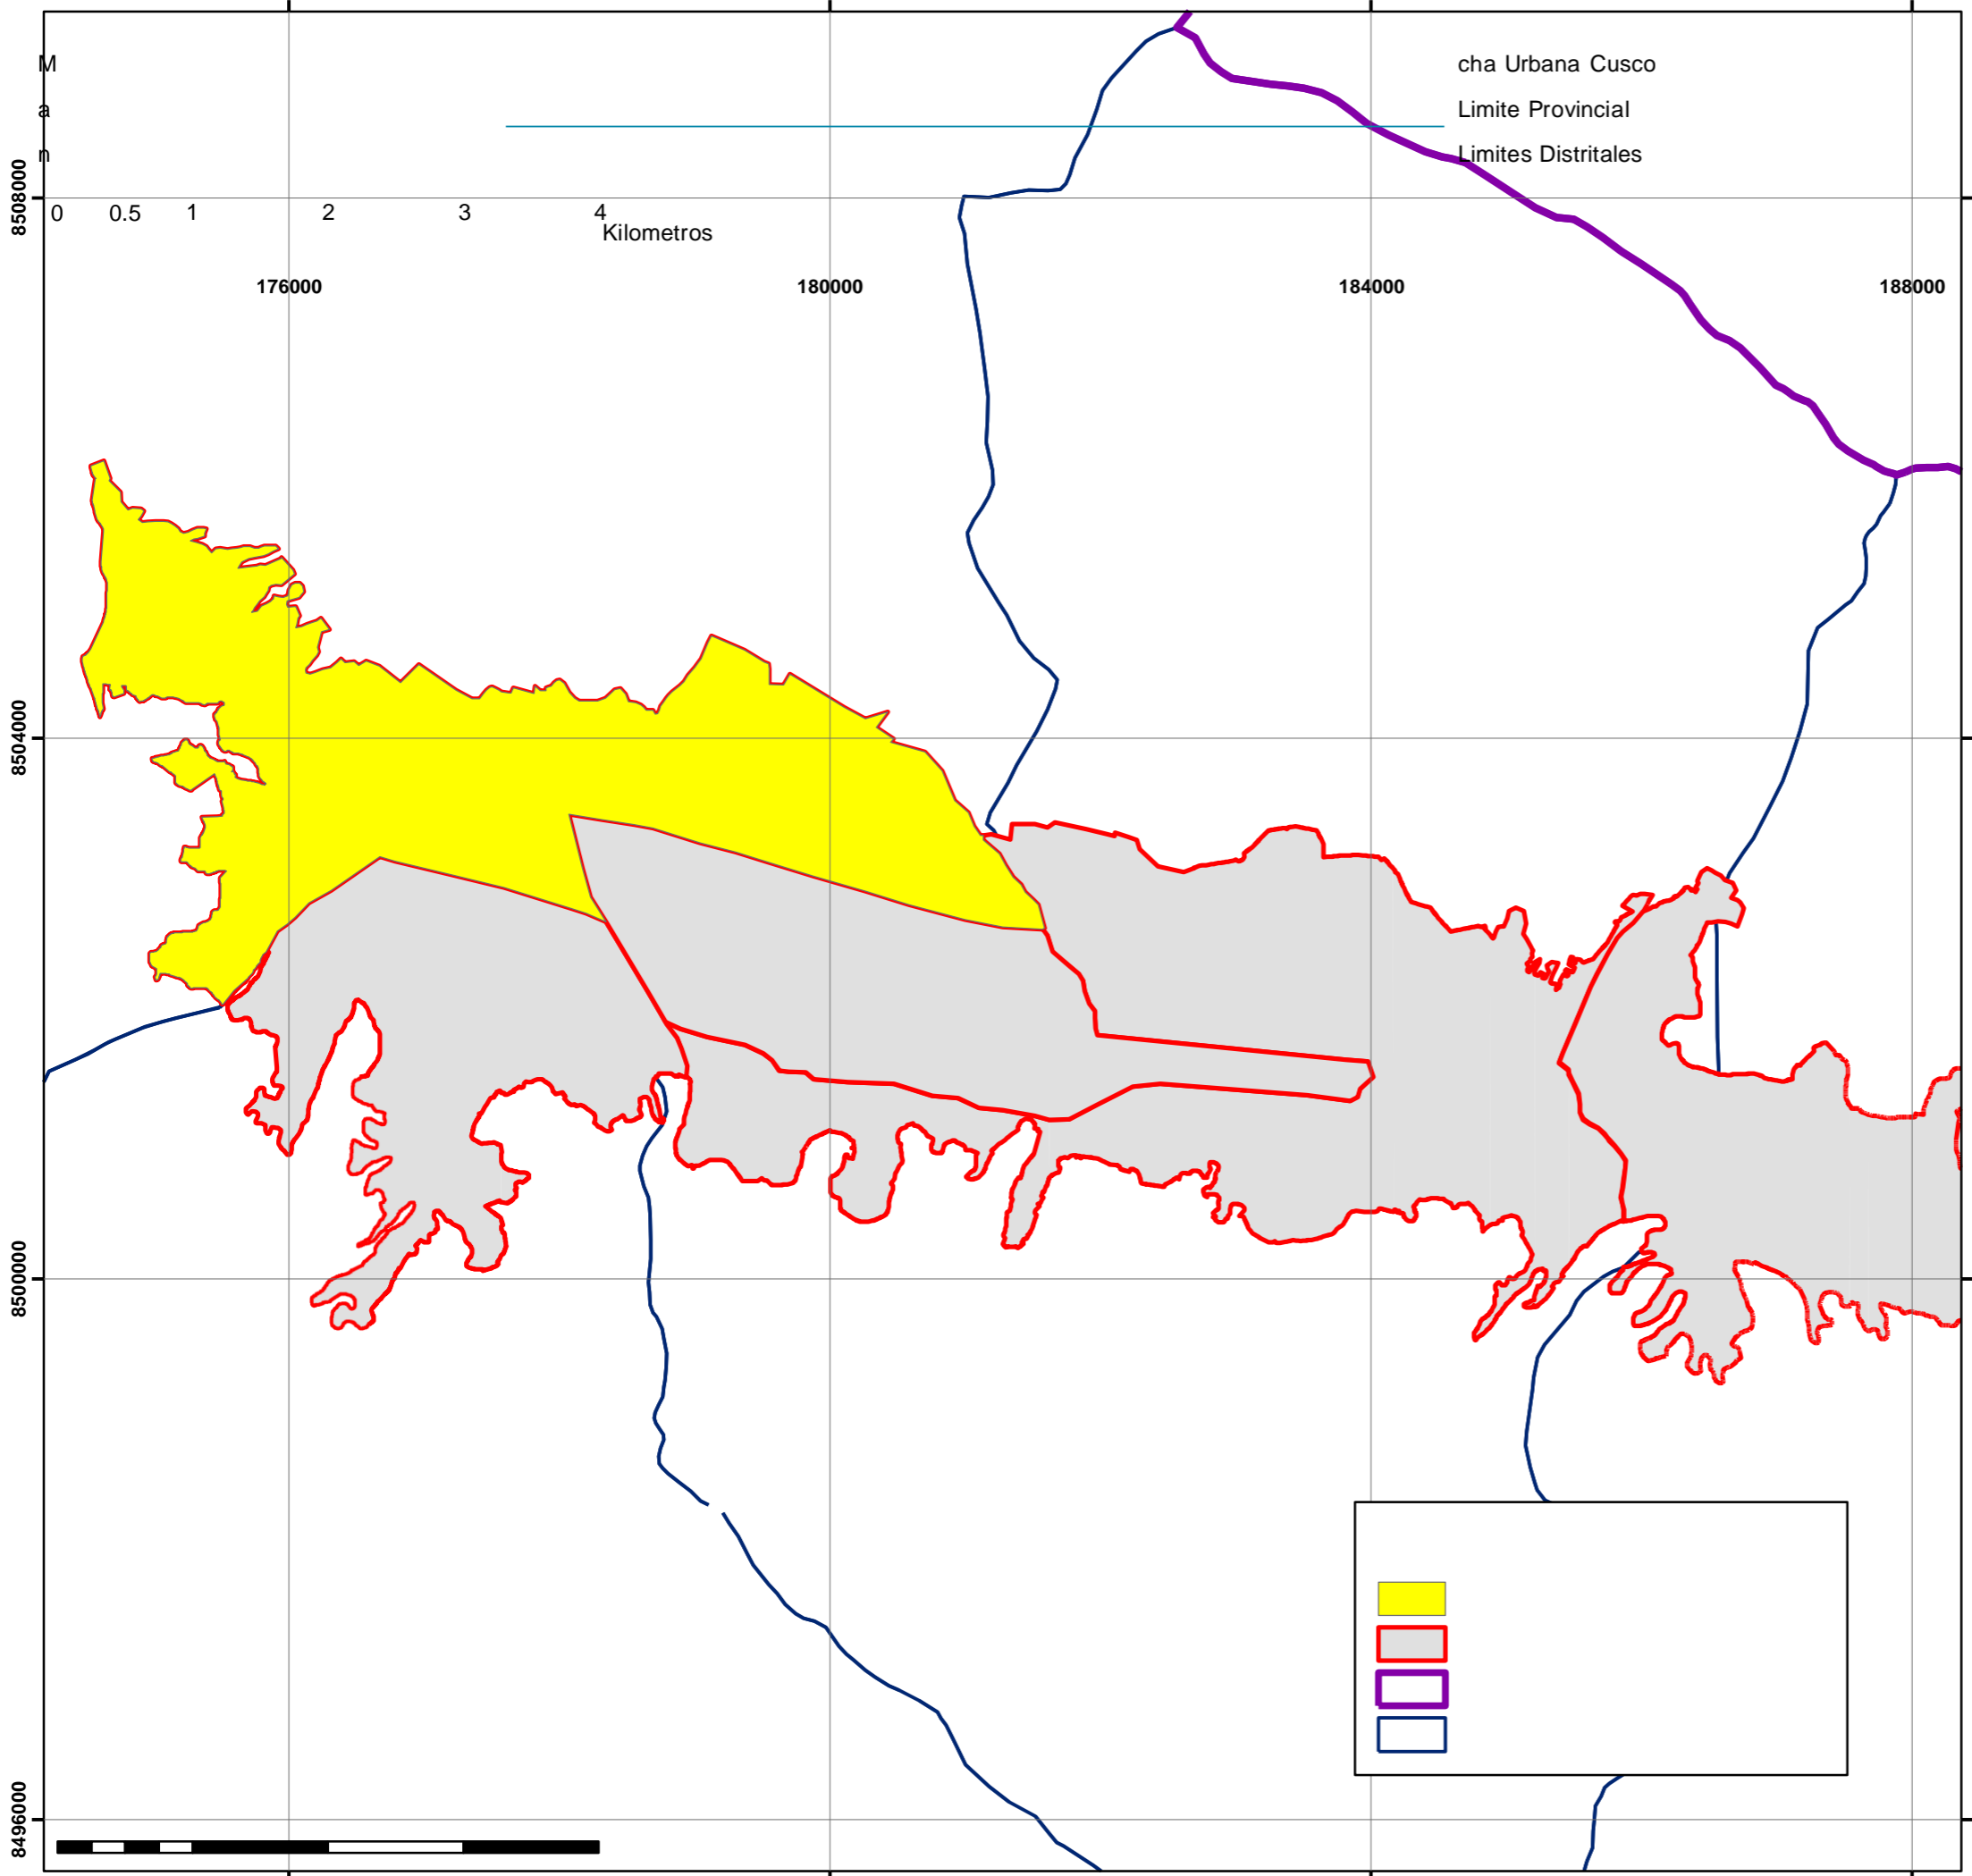 M cha Urbana Cusco
a Limite Provincial
n Limites Distritales
0 0.5 1 2 3 4
Kilometros
176000 180000 184000 188000
8508000
8504000
8500000
8496000